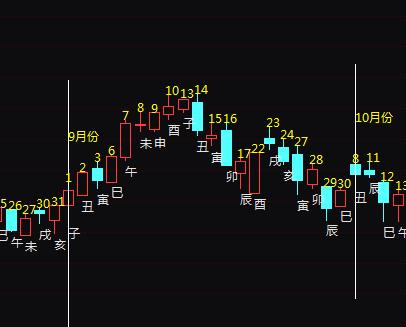 9月份
10月份
26 27 30 31 1 2 3 6 7 8 9 10 13 14 15 16 17 22 23 24 27 28 29 30 8 11 12 13
午 未 戌 亥 子 丑 寅 巳 午 未 申 酉 子 丑 寅 卯 辰 酉 戌 亥 寅 卯 辰 巳 丑 辰 巳 午